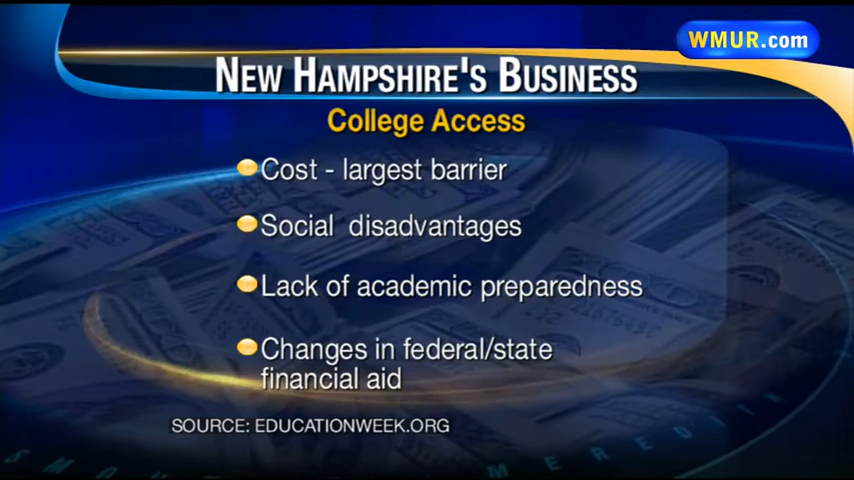 WMUR.com
NEW HAMPSHIRE'S BUSINESS
College Access
Cost - largest barrier
Social disadvantages
Lack of academic preparedness
Changes in federal/state
financial aid
SOURCE: EDUCATIONWEEK.ORG
MEREDITH